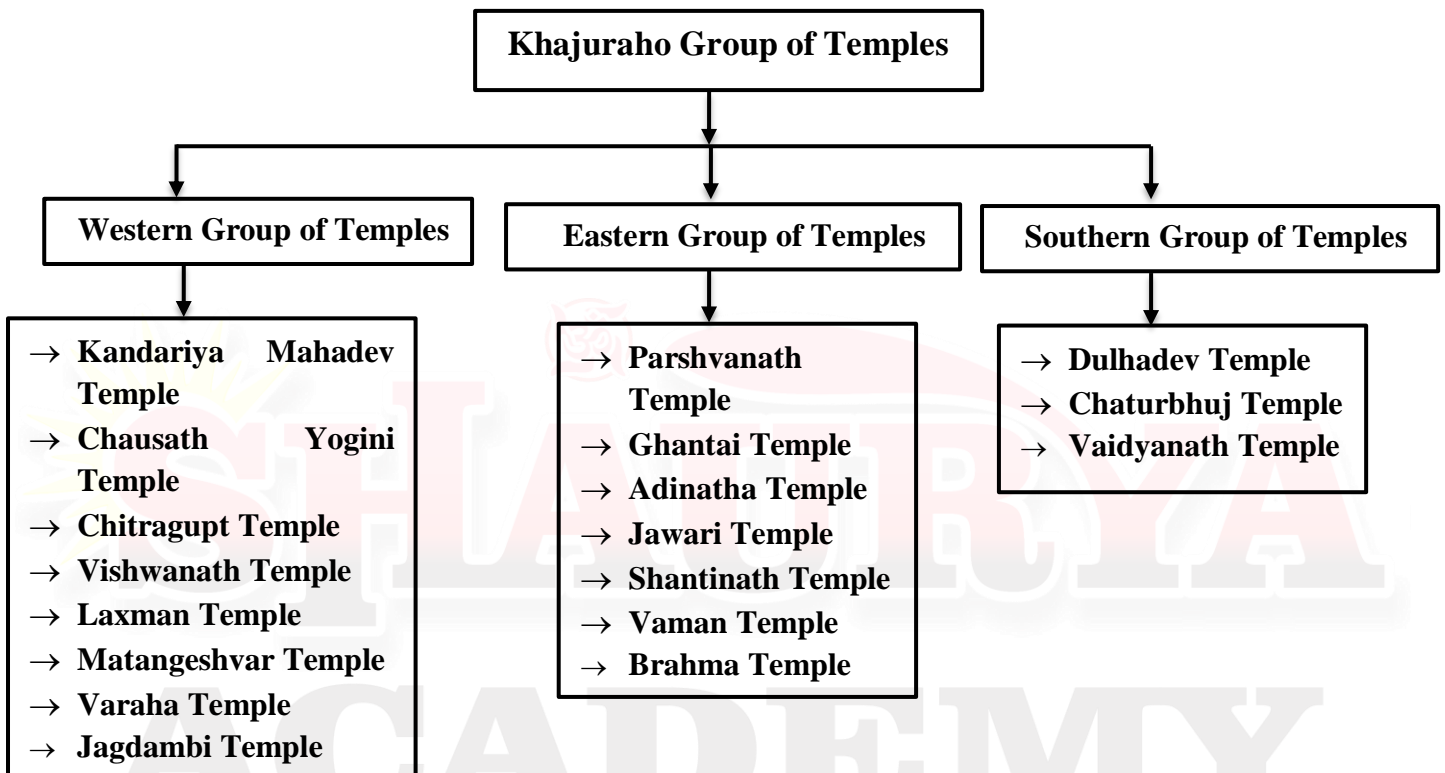 Khajuraho Group of Temples
Western Group of Temples
Eastern Group of Temples
Southern Group of Temples
→ Kandariya Mahadev
Temple
→ Chausath Yogini
Temple
→ Chitragupt Temple
→ Vishwanath Temple
→ Laxman Temple
→ Matangeshvar Temple
→ Varaha Temple
→ Jagdambi Temple
→ Parshvanath
Temple
→ Ghantai Temple
→ Adinatha Temple
→ Jawari Temple
→ Shantinath Temple
→ Vaman Temple
→ Brahma Temple
→ Dulhadev Temple
→ Chaturbhuj Temple
→ Vaidyanath Temple
SHAURYA
ACADEMY